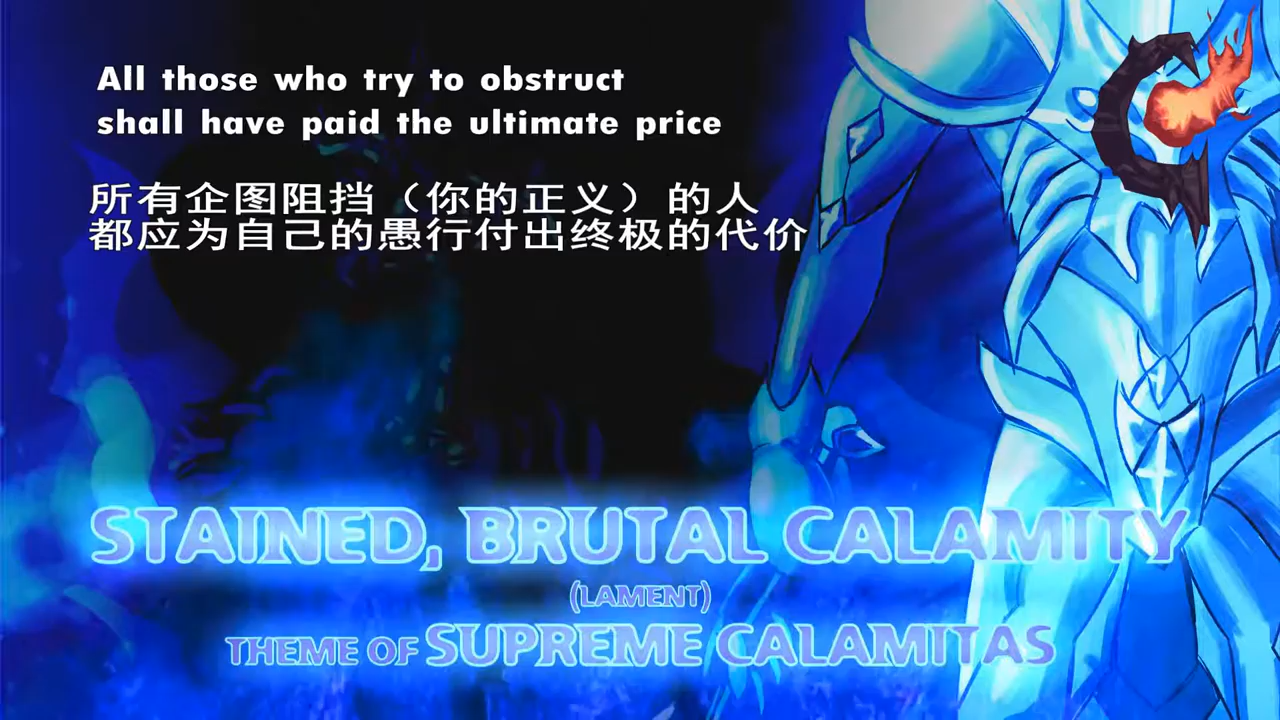 All those who try to obstruct
shall have paid the ultimate price
所有企图阻挡（你的正义）的人
都应为自己的愚行付出终极的代价
STAINED, BRUTAL CALAMITY
(LAMENT)
THEME OF SUPREME CALAMITAS